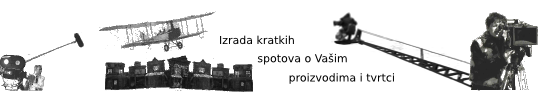 Izrada kratkih
spotova o Vašim
proizvodima i tvrtci